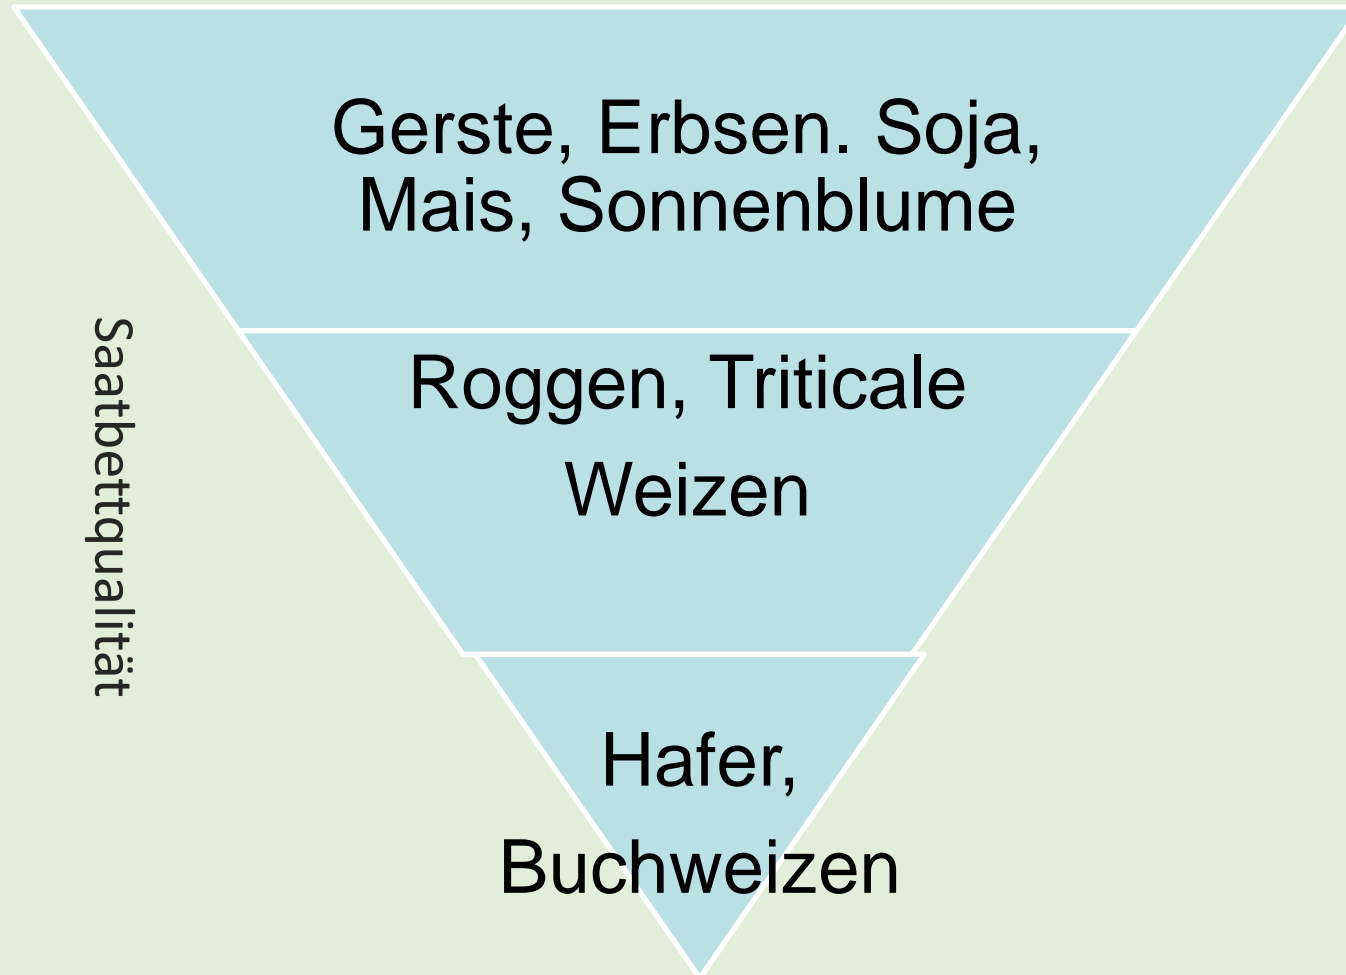 Gerste, Erbsen. Soja,
Mais, Sonnenblume
Saatbettqualität
Roggen, Triticale
Weizen
Hafer,
Buchweizen